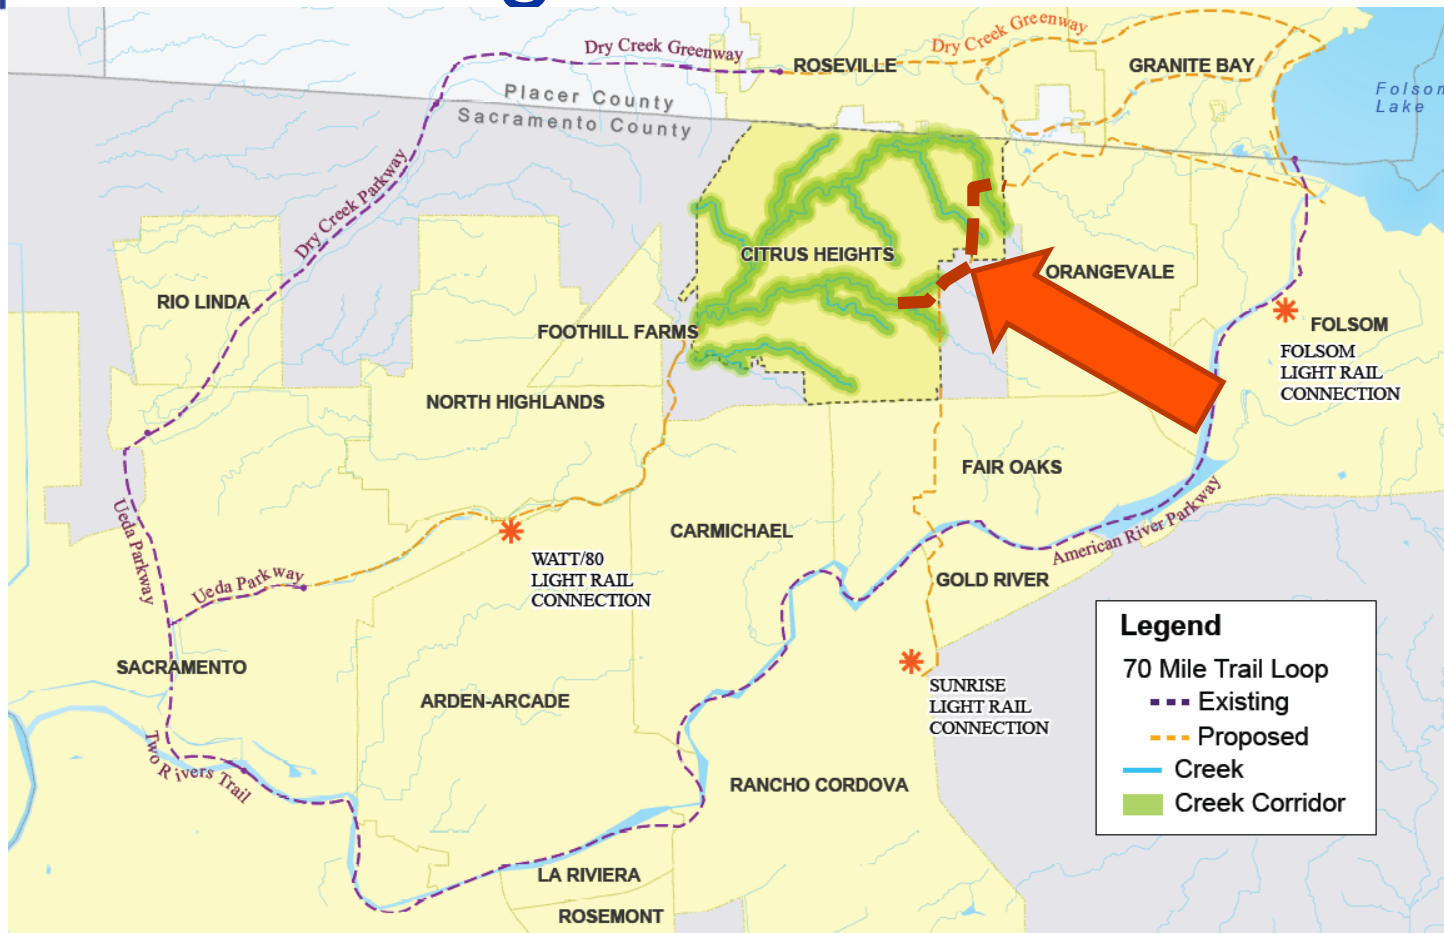 Dry Creek Greenway
Dry Creek Greenway
ROSEVILLE
GRANITE BAY
Folsom
Lake
Placer County
Sacramento County
Dry Creek Parkway
CITRUS HEIGHTS
ORANGEVALE
RIO LINDA
FOOTHILL FARMS
FOLSOM
FOLSOM
LIGHT RAIL
CONNECTION
NORTH HIGHLANDS
FAIR OAKS
Ueda Parkway
CARMICHAEL
American River Parkway
WATT/80
LIGHT RAIL
CONNECTION
Ueda Parkway
GOLD RIVER
SACRAMENTO
ARDEN-ARCADE
SUNRISE
LIGHT RAIL
CONNECTION
Two Rivers Trail
RANCHO CORDOVA
LA RIVIERA
ROSEMONT
Legend
70 Mile Trail Loop
Existing
Proposed
Creek
Creek Corridor